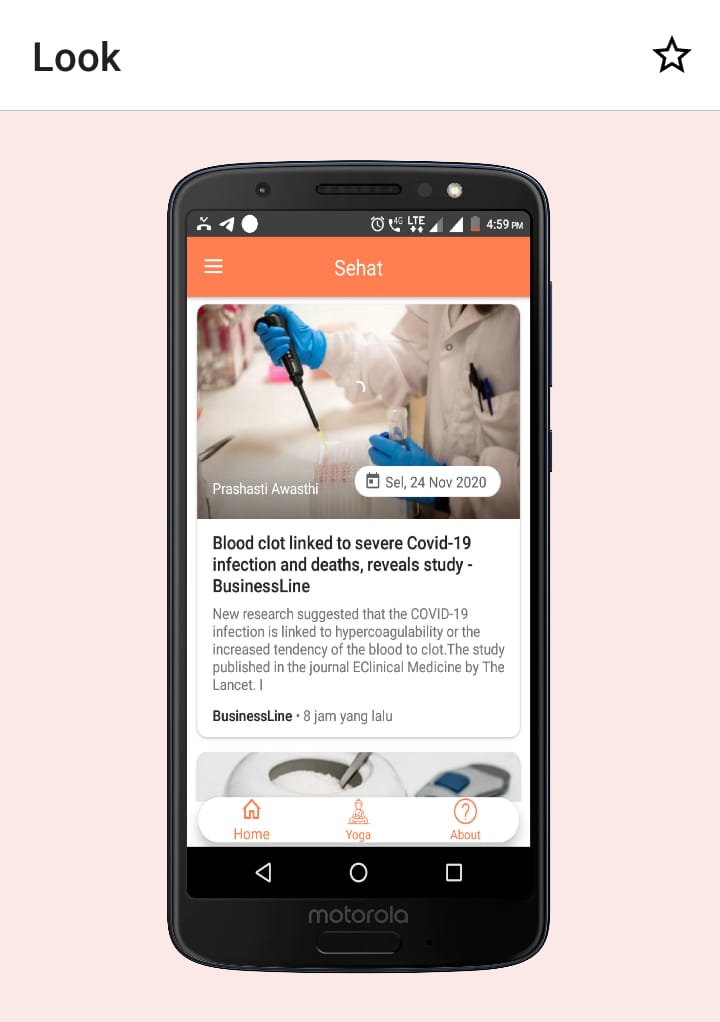 Look
4G LTE 4:59 PM
Sehat
Prashasti Awasthi
Sel, 24 Nov 2020
Blood clot linked to severe Covid-19
infection and deaths, reveals study -
BusinessLine
New research suggested that the COVID-19
infection is linked to hypercoagulability or the
increased tendency of the blood to clot.The study
published in the journal EClinical Medicine by The
Lancet. I
BusinessLine • 8 jam yang lalu
Home Yoga About
motorola